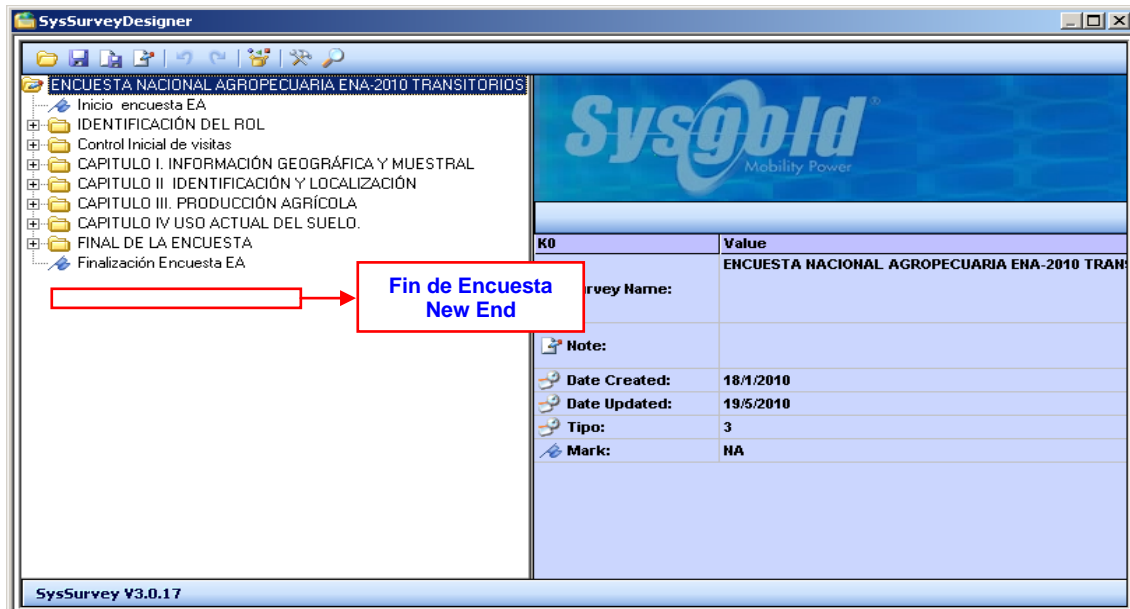 SysSurveyDesigner
ENCUESTA NACIONAL AGROPECUARIA ENA-2010 TRANSITORIOS
Inicio encuesta EA
IDENTIFICACIÓN DEL ROL
Control Inicial de visitas
CAPITULO I. INFORMACIÓN GEOGRÁFICA Y MUESTRAL
CAPITULO II IDENTIFICACIÓN Y LOCALIZACIÓN
CAPITULO III. PRODUCCIÓN AGRÍCOLA
CAPITULO IV USO ACTUAL DEL SUELO.
FINAL DE LA ENCUESTA
Finalización Encuesta EA
Fin de Encuesta
New End
Sysgold®
Mobility Power
K0 Value
rvey Name: ENCUESTA NACIONAL AGROPECUARIA ENA-2010 TRAN
Note:
Date Created: 18/1/2010
Date Updated: 19/5/2010
Tipo: 3
Mark: NA
SysSurvey V3.0.17